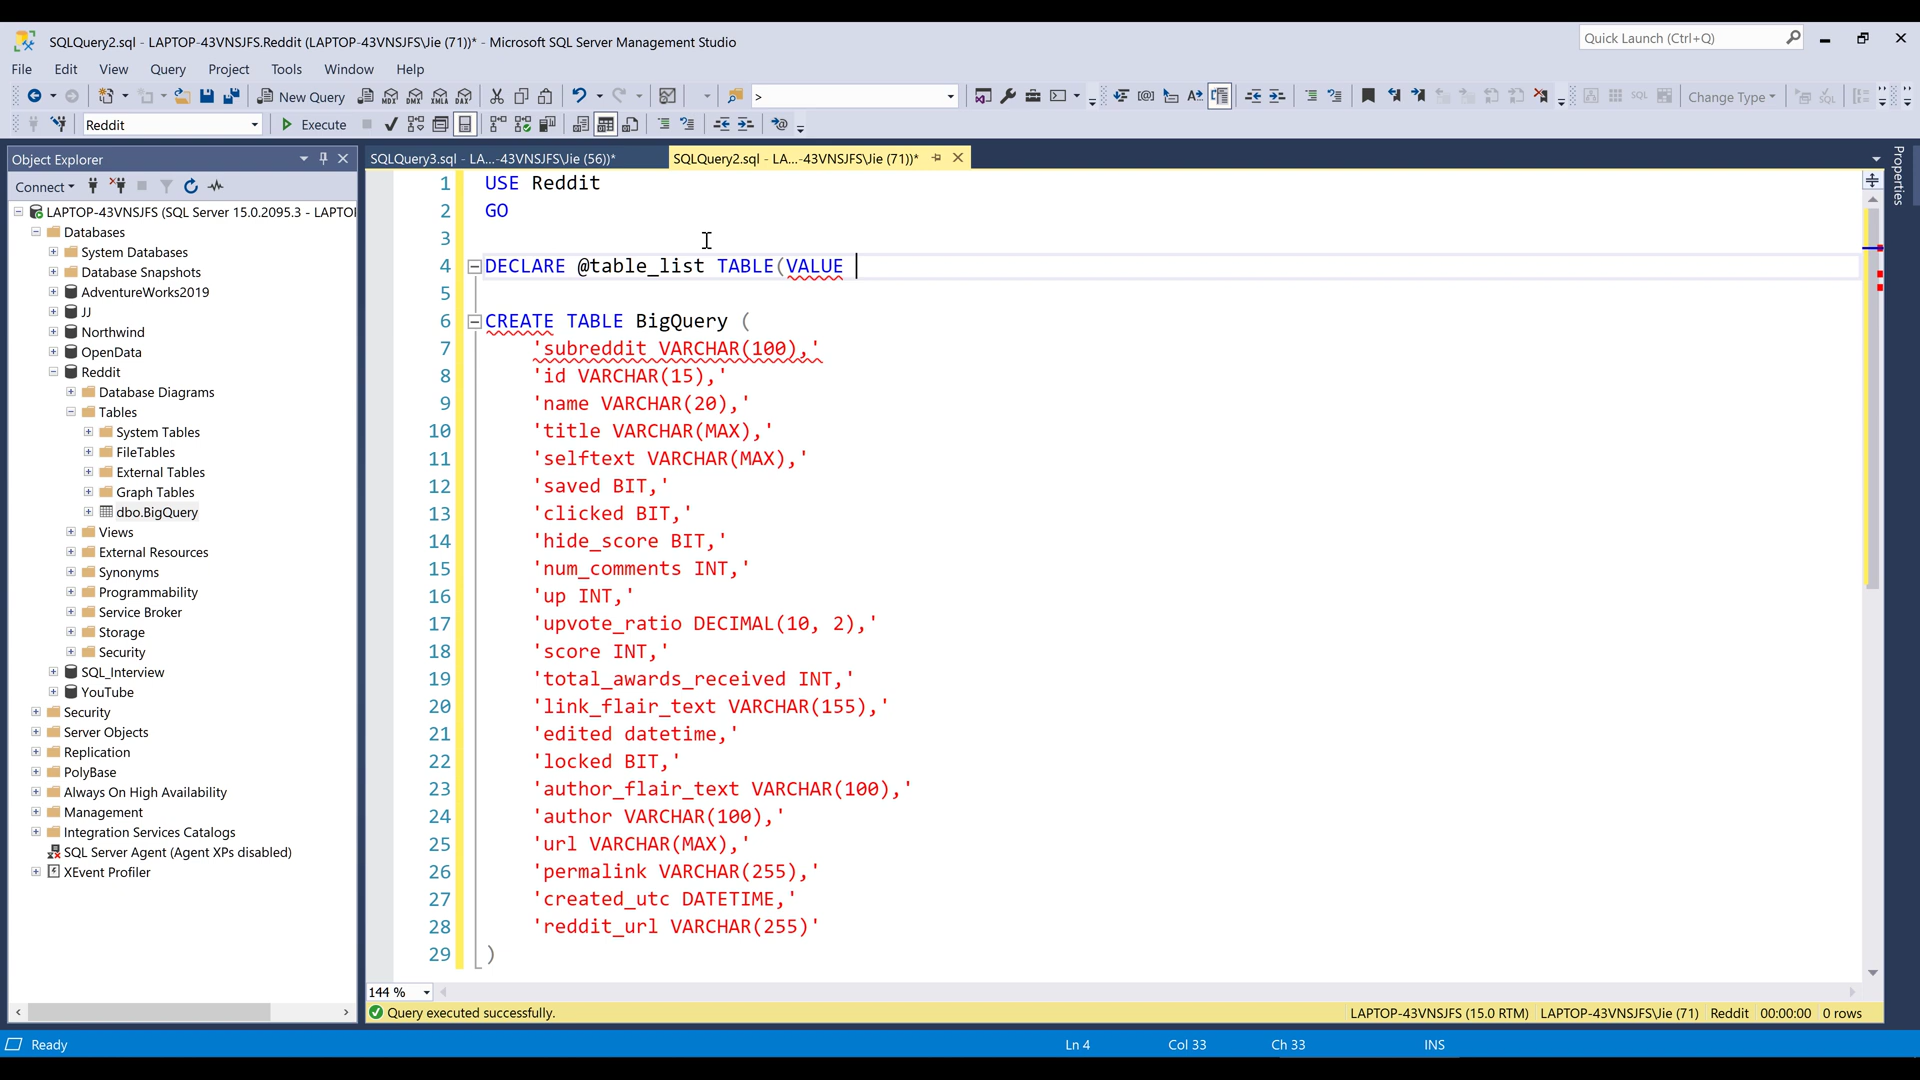 SQLQuery2.sql - LAPTOP-43VNSJFS.Reddit (LAPTOP-43VNSJFS\Jie (71))* - Microsoft SQL Server Management Studio
Quick Launch (Ctrl+Q)
File Edit View Query Project Tools Window Help
New Query MDX DMX XMLA DAX > Change Type
Reddit Execute
Object Explorer
SQLQuery3.sql - LA...-43VNSJFS\Jie (56))*
SQLQuery2.sql - LA...-43VNSJFS\Jie (71))*
Properties
Connect
LAPTOP-43VNSJFS (SQL Server 15.0.2095.3 - LAPTO
Databases
System Databases
Database Snapshots
AdventureWorks2019
JJ
Northwind
OpenData
Reddit
Database Diagrams
Tables
System Tables
FileTables
External Tables
Graph Tables
dbo.BigQuery
Views
External Resources
Synonyms
Programmability
Service Broker
Storage
Security
SQL_Interview
YouTube
Security
Server Objects
Replication
PolyBase
Always On High Availability
Management
Integration Services Catalogs
SQL Server Agent (Agent XPs disabled)
XEvent Profiler
1 USE Reddit
2 GO
3
4 DECLARE @table_list TABLE(VALUE
5
6 CREATE TABLE BigQuery (
7 'subreddit VARCHAR(100),'
8 'id VARCHAR(15),'
9 'name VARCHAR(20),'
10 'title VARCHAR(MAX),'
11 'selftext VARCHAR(MAX),'
12 'saved BIT,'
13 'clicked BIT,'
14 'hide_score BIT,'
15 'num_comments INT,'
16 'up INT,'
17 'upvote_ratio DECIMAL(10, 2),'
18 'score INT,'
19 'total_awards_received INT,'
20 'link_flair_text VARCHAR(155),'
21 'edited datetime,'
22 'locked BIT,'
23 'author_flair_text VARCHAR(100),'
24 'author VARCHAR(100),'
25 'url VARCHAR(MAX),'
26 'permalink VARCHAR(255),'
27 'created_utc DATETIME,'
28 'reddit_url VARCHAR(255)'
29 )
144 %
Query executed successfully.
LAPTOP-43VNSJFS (15.0 RTM) LAPTOP-43VNSJFS\Jie (71) Reddit 00:00:00 0 rows
Ready Ln 4 Col 33 Ch 33 INS